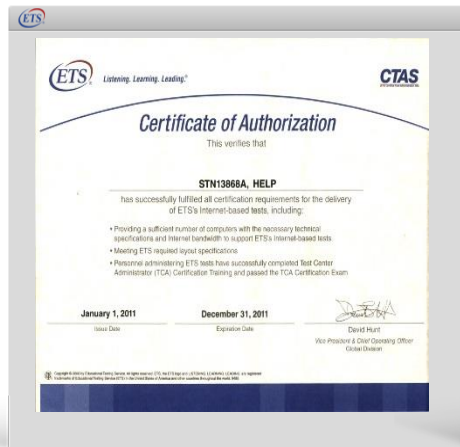 ETS
ETS Listening. Learning. Leading.® CTAS
Certificate of Authorization
This verifies that
STN13868A, HELP
has successfully fulfilled all certification requirements for the delivery
of ETS's Internet-based tests, including:
• Providing a sufficient number of computers with the necessary technical
specifications and Internet bandwidth to support ETS's Internet-based tests
• Meeting ETS required layout specifications
• Personnel administering ETS tests have successfully completed Test Center
Administrator (TCA) Certification Training and passed the TCA Certification Exam
January 1, 2011 December 31, 2011
Issue Date Expiration Date David Hunt
Vice President & Chief Operating Officer
Global Division